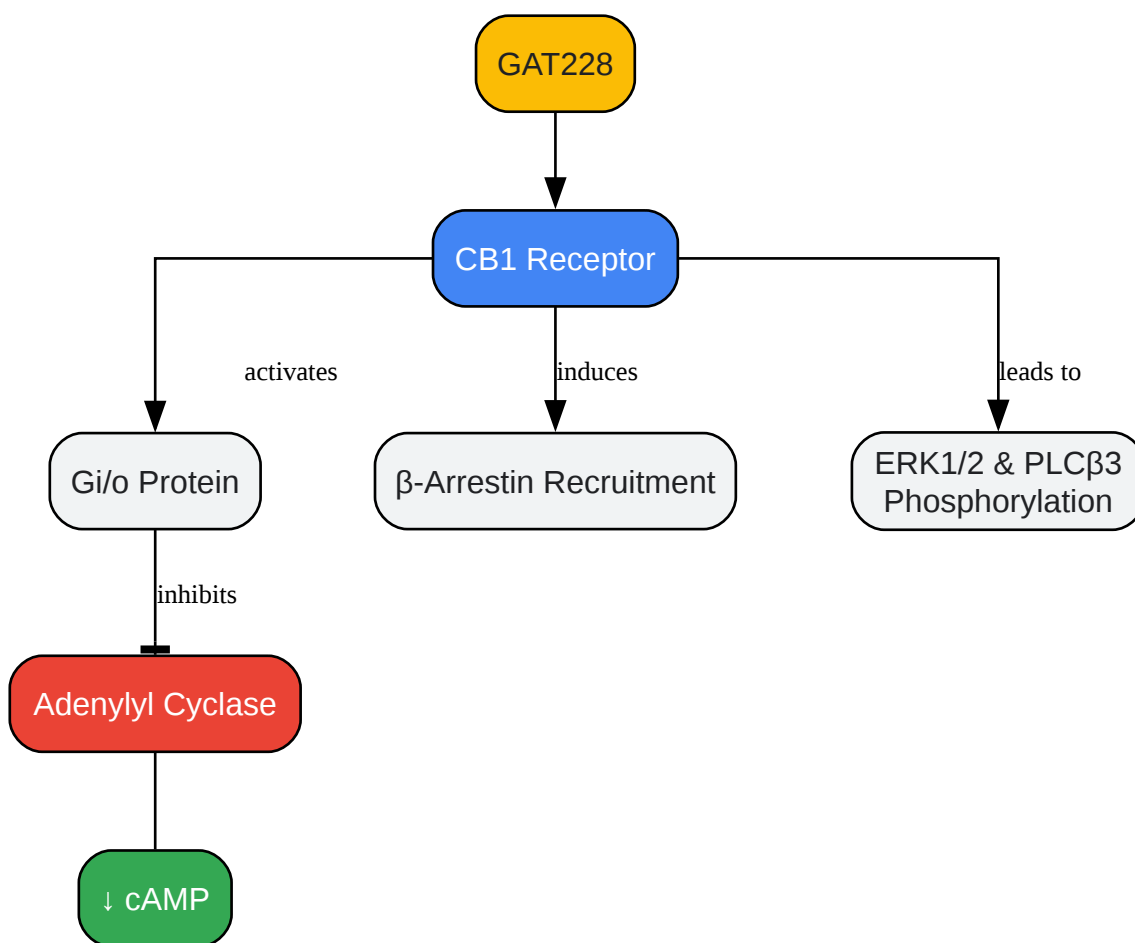 GAT228
CB1 Receptor
activates
induces
leads to
Gi/o Protein
β-Arrestin Recruitment
ERK1/2 & PLCβ3
Phosphorylation
inhibits
Adenylyl Cyclase
↓ cAMP